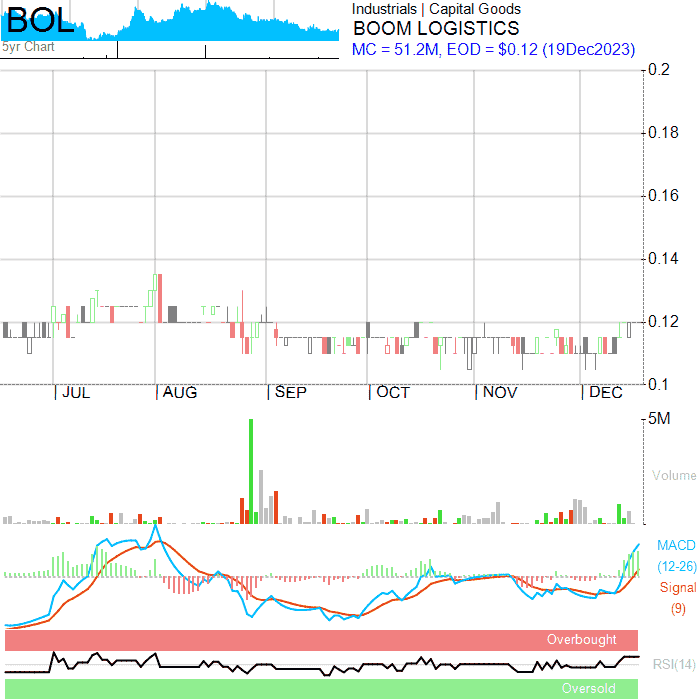 BOL
5yr Chart
Industrials | Capital Goods
BOOM LOGISTICS
MC = 51.2M, EOD = $0.12 (19Dec2023)
0.2
0.18
0.16
0.14
0.12
0.1
JUL AUG SEP OCT NOV DEC
5M
Volume
MACD
(12-26)
Signal
(9)
Overbought
RSI(14)
Oversold